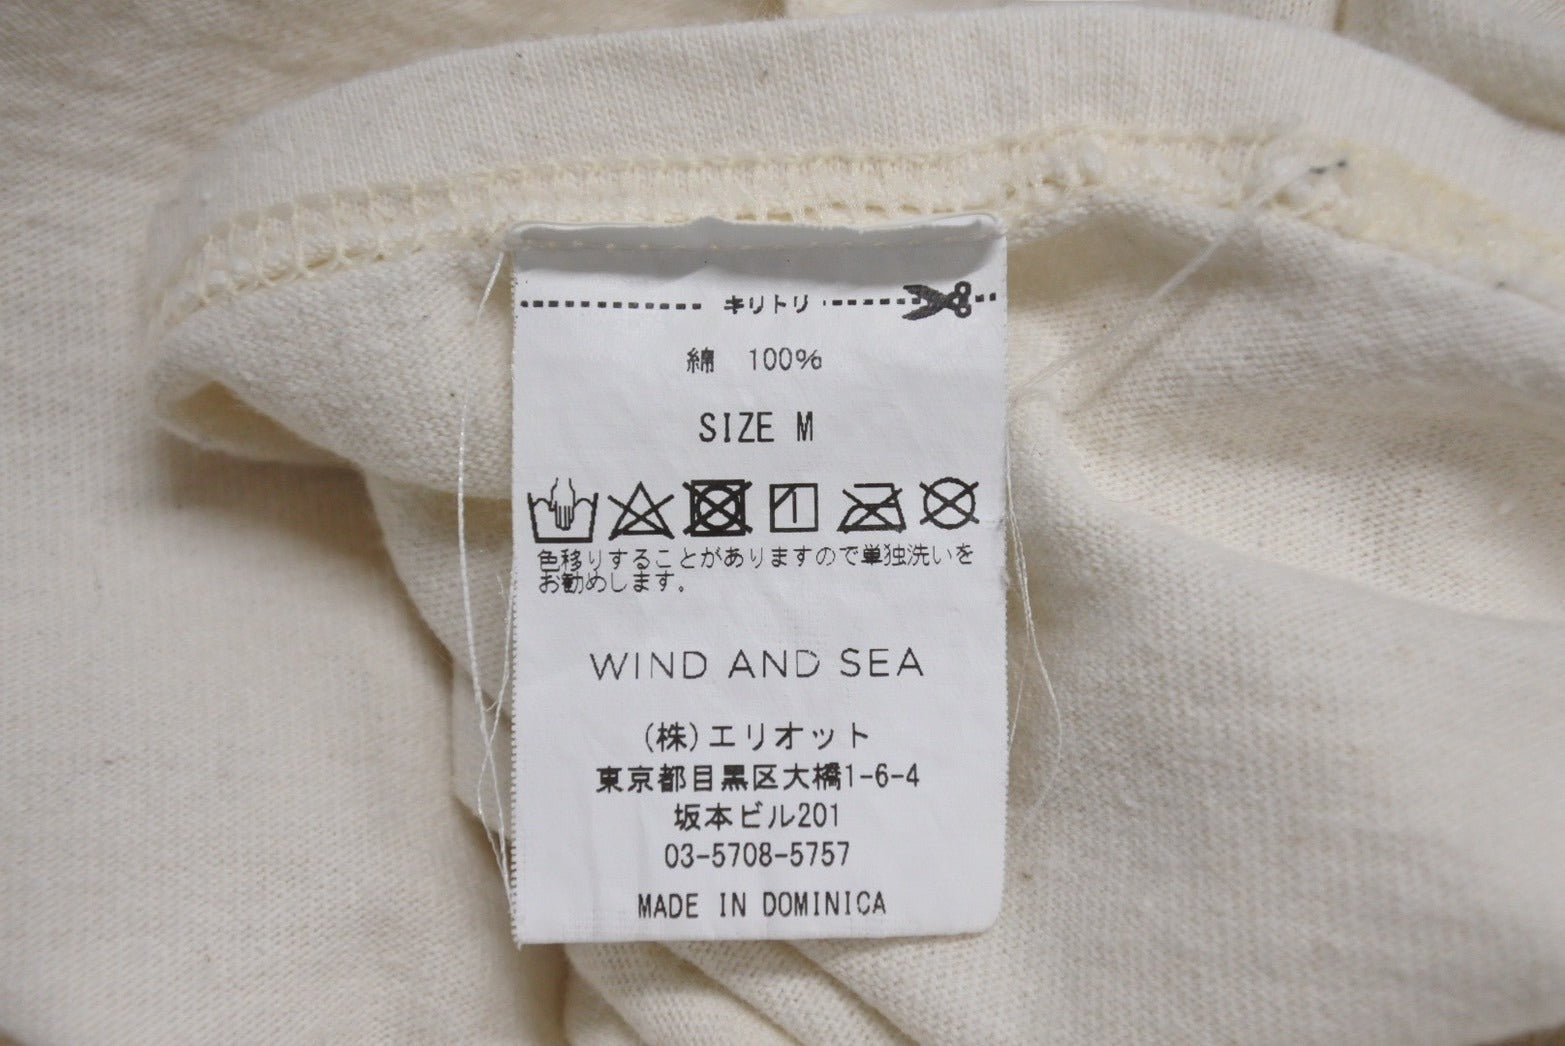 キリトリ
綿 100%
SIZE M
色移りすることがありますので単独洗いを
お勧めします。
WIND AND SEA
(株)エリオット
東京都目黒区大橋1-6-4
坂本ビル201
03-5708-5757
MADE IN DOMINICA